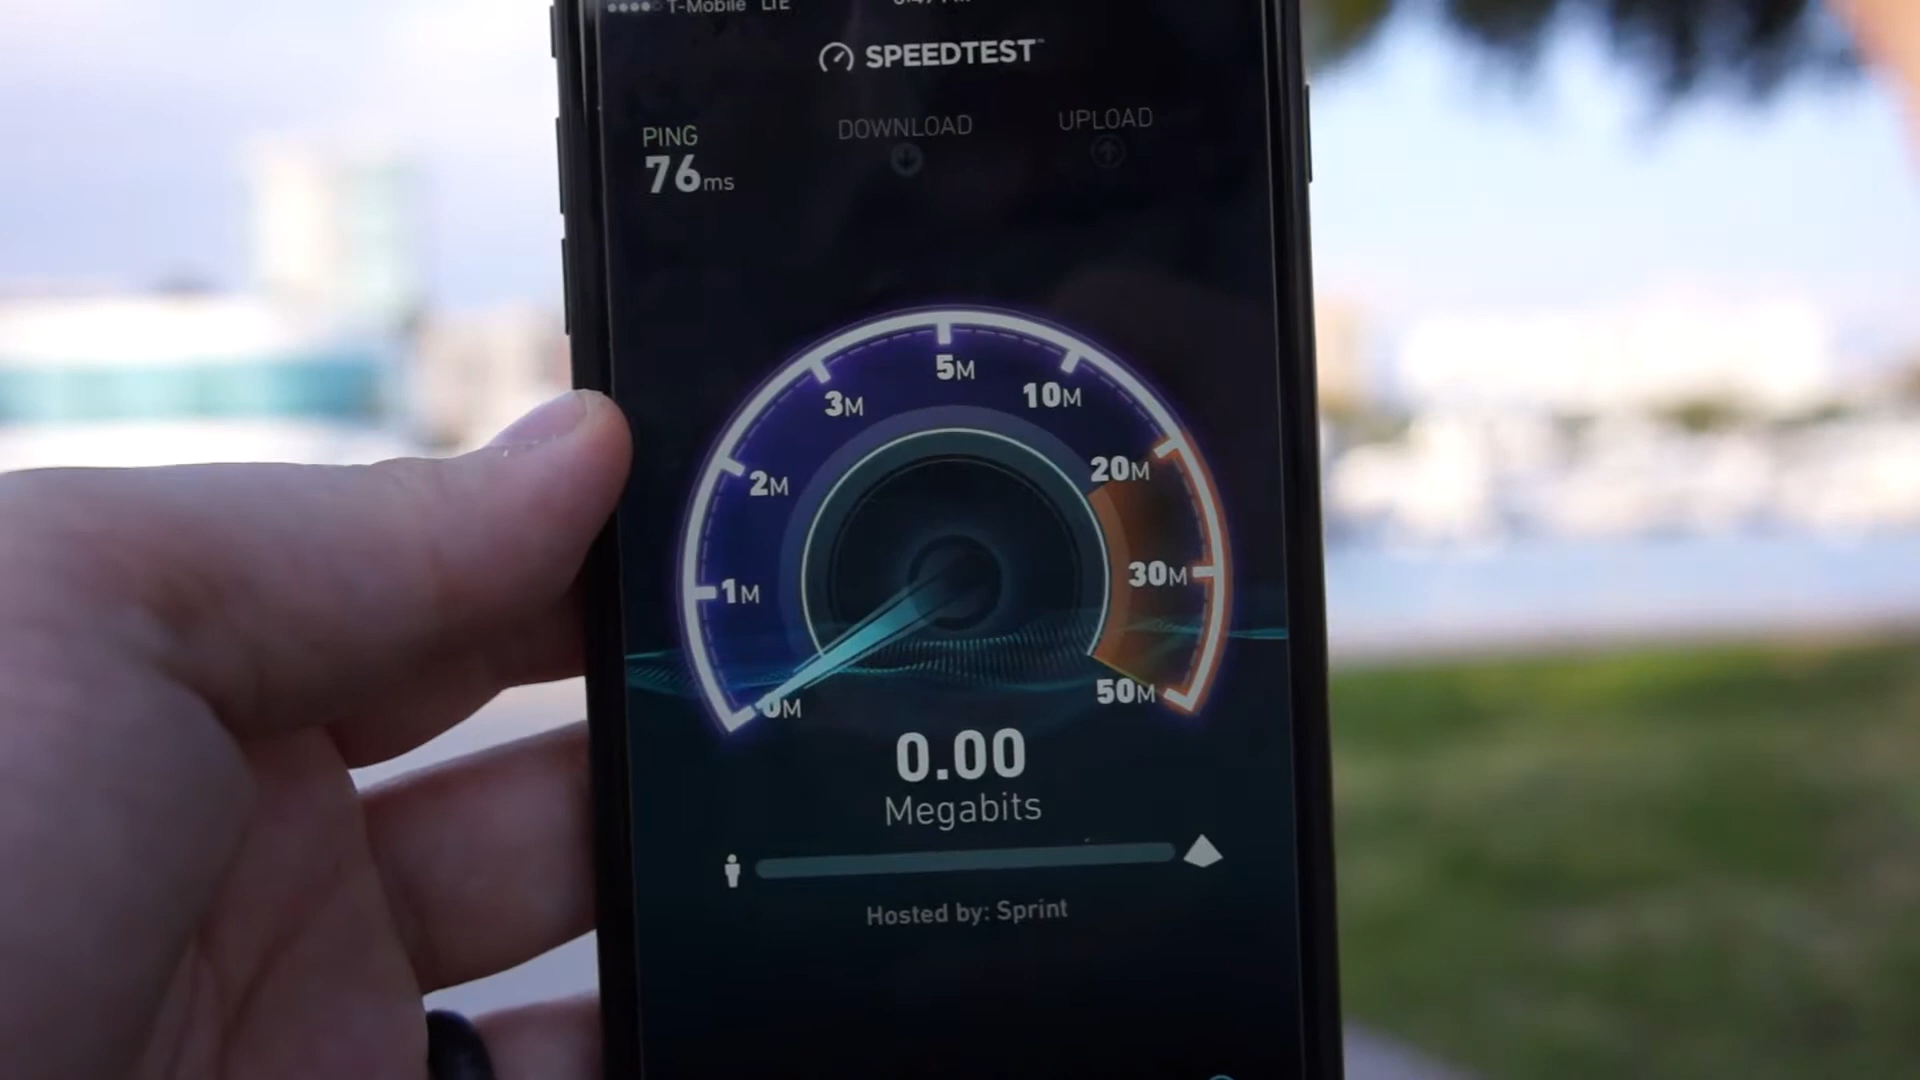 T-Mobile LTE
SPEEDTEST™
PING
76ms
DOWNLOAD
UPLOAD
5M
3M
10M
2M
20M
1M
30M
0M
50M
0.00
Megabits
Hosted by: Sprint